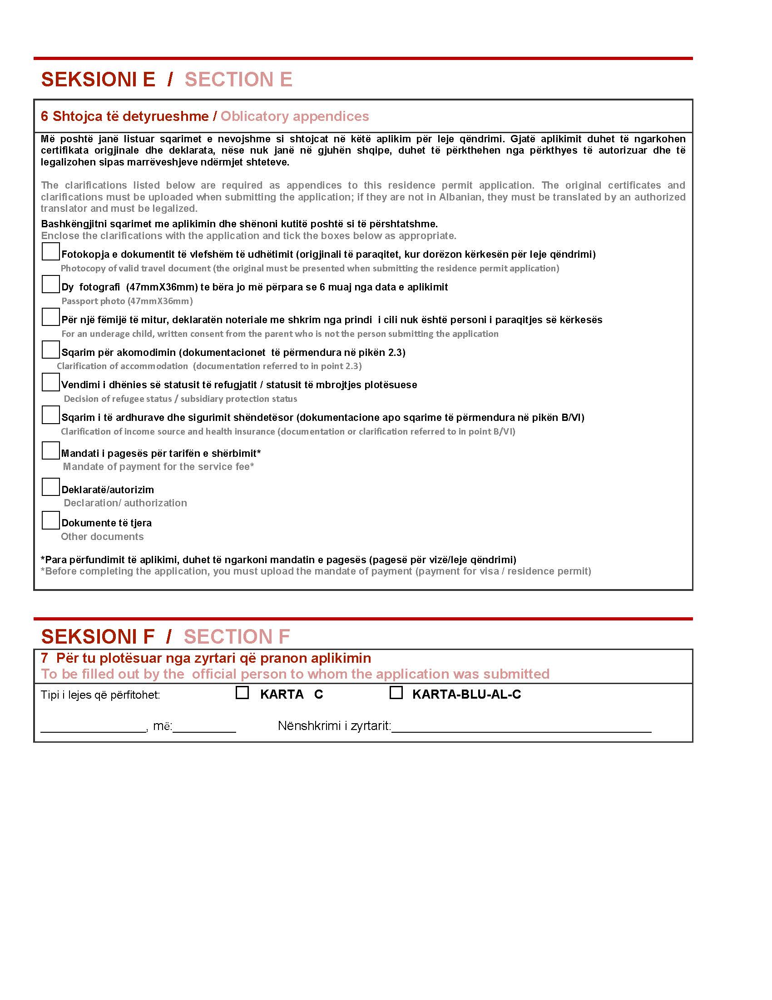 SEKSIONI E / SECTION E
6 Shtojca të detyrueshme / Oblicatory appendices
Më poshtë janë listuar sqarimet e nevojshme si shtojcat në këtë aplikim për leje qëndrimi. Gjatë aplikimit duhet të ngarkohen
certifikata origjinale dhe deklarata, nëse nuk janë në gjuhën shqipe, duhet të përkthehen nga përkthyes të autorizuar dhe të
legalizohen sipas marrëveshjeve ndërmjet shteteve.
The clarifications listed below are required as appendices to this residence permit application. The original certificates and
clarifications must be uploaded when submitting the application; if they are not in Albanian, they must be translated by an authorized
translator and must be legalized.
Bashkëngjitni sqarimet me aplikimin dhe shënoni kutitë poshtë si të përshtatshme.
Enclose the clarifications with the application and tick the boxes below as appropriate.
Fotokopja e dokumentit të vlefshëm të udhëtimit (origjinali të paraqitet, kur dorëzon kërkesën për leje qëndrimi)
Photocopy of valid travel document (the original must be presented when submitting the residence permit application)
Dy fotografi (47mmX36mm) te bëra jo më përpara se 6 muaj nga data e aplikimit
Passport photo (47mmX36mm)
Për një fëmijë të mitur, deklaratën noteriale me shkrim nga prindi i cili nuk është personi i paraqitjes së kërkesës
For an underage child, written consent from the parent who is not the person submitting the application
Sqarim për akomodimin (dokumentacionet të përmendura në pikën 2.3)
Clarification of accommodation (documentation referred to in point 2.3)
Vendimi i dhënies së statusit të refugjatit / statusit të mbrojtjes plotësuese
Decision of refugee status / subsidiary protection status
Sqarim i të ardhurave dhe sigurimit shëndetësor (dokumentacione apo sqarime të përmendura në pikën B/VI)
Clarification of income source and health insurance (documentation or clarification referred to in point B/VI)
Mandati i pagesës për tarifën e shërbimit*
Mandate of payment for the service fee*
Deklaratë/autorizim
Declaration/ authorization
Dokumente të tjera
Other documents
*Para përfundimit të aplikimi, duhet të ngarkoni mandatin e pagesës (pagesë për vizë/leje qëndrimi)
*Before completing the application, you must upload the mandate of payment (payment for visa / residence permit)
SEKSIONI F / SECTION F
7 Për tu plotësuar nga zyrtari që pranon aplikimin
To be filled out by the official person to whom the application was submitted
Tipi i lejes që përfitohet: KARTA C KARTA-BLU-AL-C
_______________, më:_________ Nënshkrimi i zyrtarit:_____________________________________